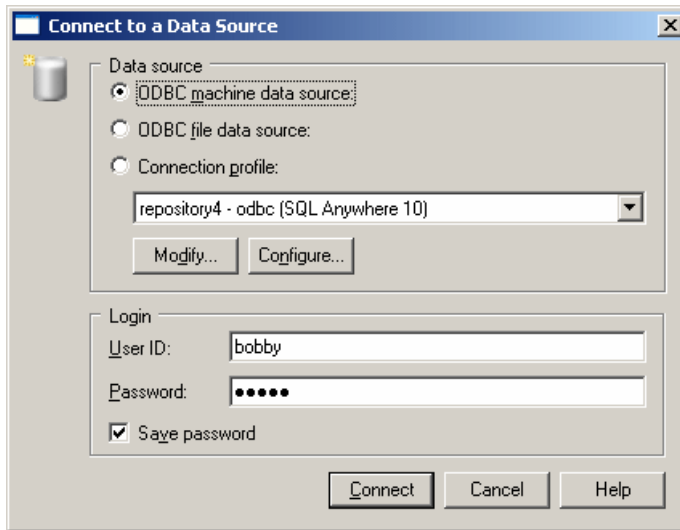 Connect to a Data Source
Data source
ODBC machine data source:
ODBC file data source:
Connection profile:
repository4 - odbc (SQL Anywhere 10)
Modify... Configure...
Login
User ID: bobby
Password: ●●●●●
Save password
Connect Cancel Help